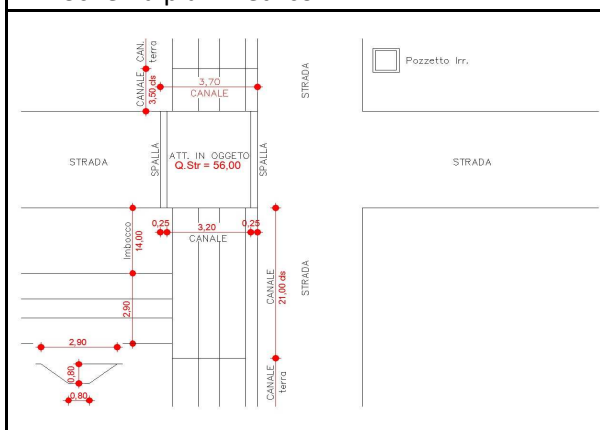 CANALE CAN.
3,50 ds terra
3,70
CANALE
STRADA
Pozzetto Irr.
STRADA
SPALLA
ATT. IN OGGETO
Q.Str = 56,00
SPALLA
STRADA
0,25
3,20
0,25
CANALE
Imbocco
14,00
CANALE
21,00 ds
STRADA
2,90
2,90
0,80
0,80
CANALE
terra